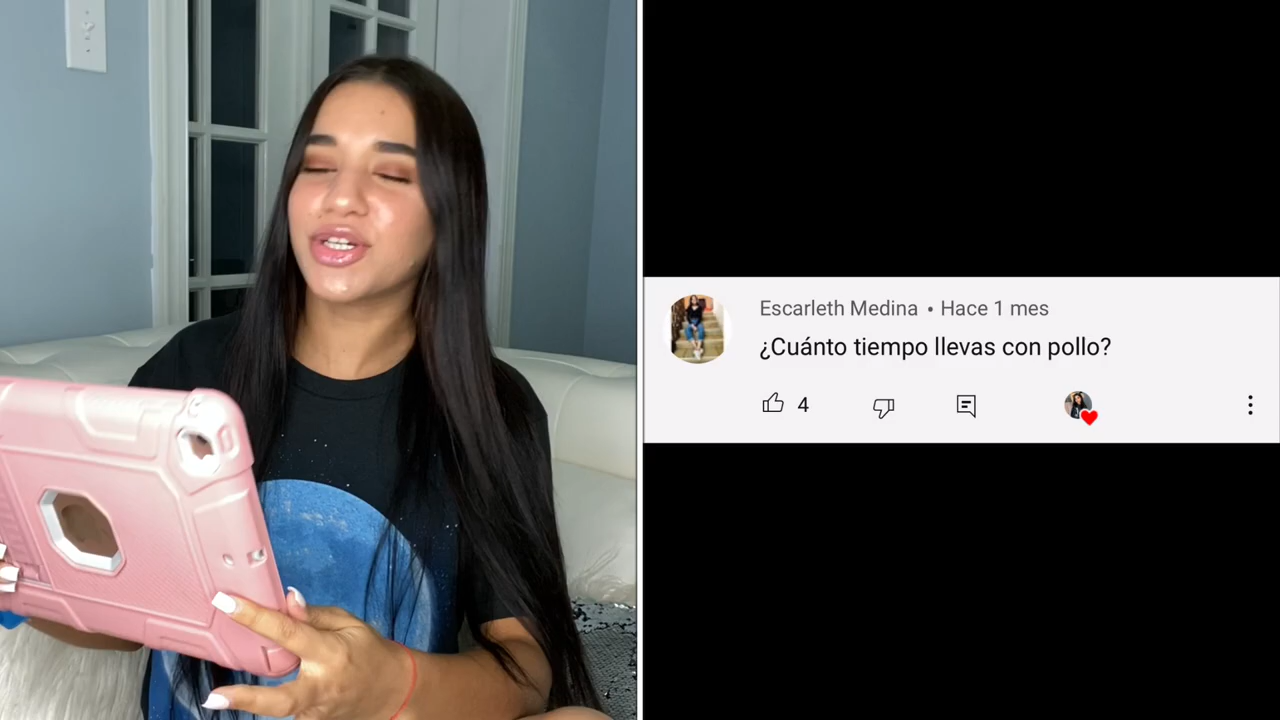 Escarleth Medina • Hace 1 mes
¿Cuánto tiempo llevas con pollo?
4